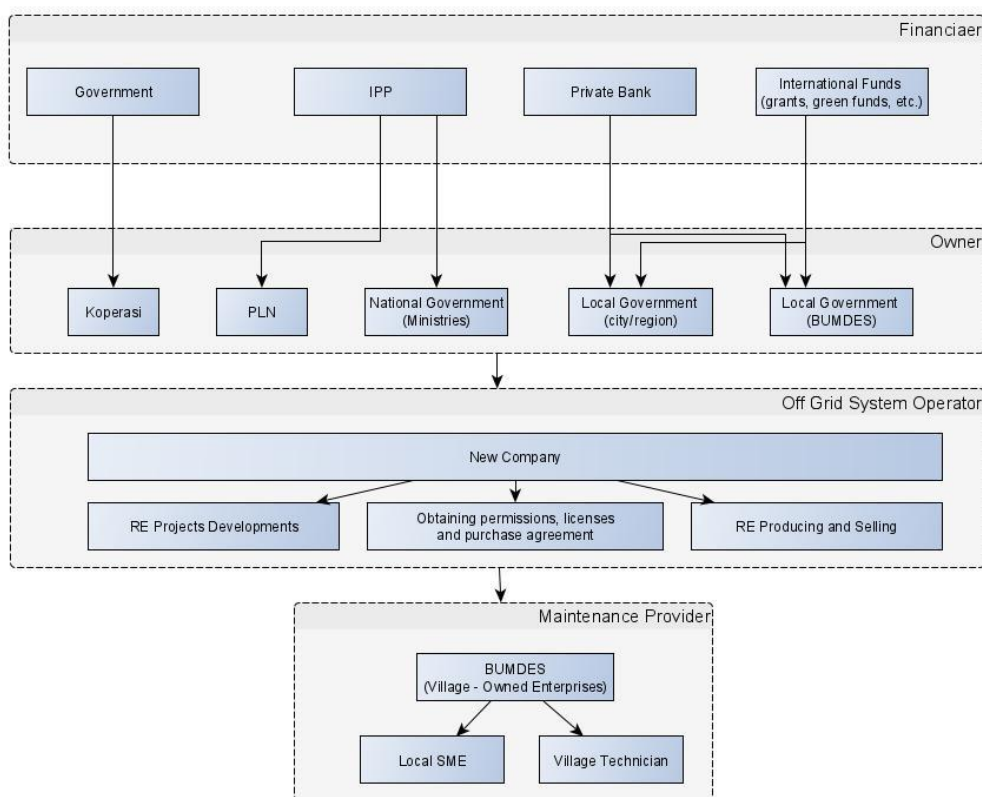 Financiaer
Government
IPP
Private Bank
International Funds
(grants, green funds, etc.)
Owner
Koperasi
PLN
National Government
(Ministries)
Local Government
(city/region)
Local Government
(BUMDES)
Off Grid System Operator
New Company
RE Projects Developments
Obtaining permissions, licenses
and purchase agreement
RE Producing and Selling
Maintenance Provider
BUMDES
(Village - Owned Enterprises)
Local SME
Village Technician